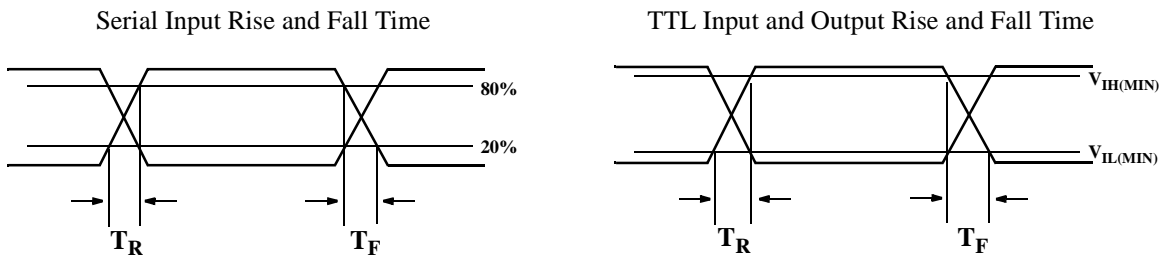 Serial Input Rise and Fall Time
80%
20%
TR
TF
TTL Input and Output Rise and Fall Time
VIH(MIN)
VIL(MIN)
TR
TF